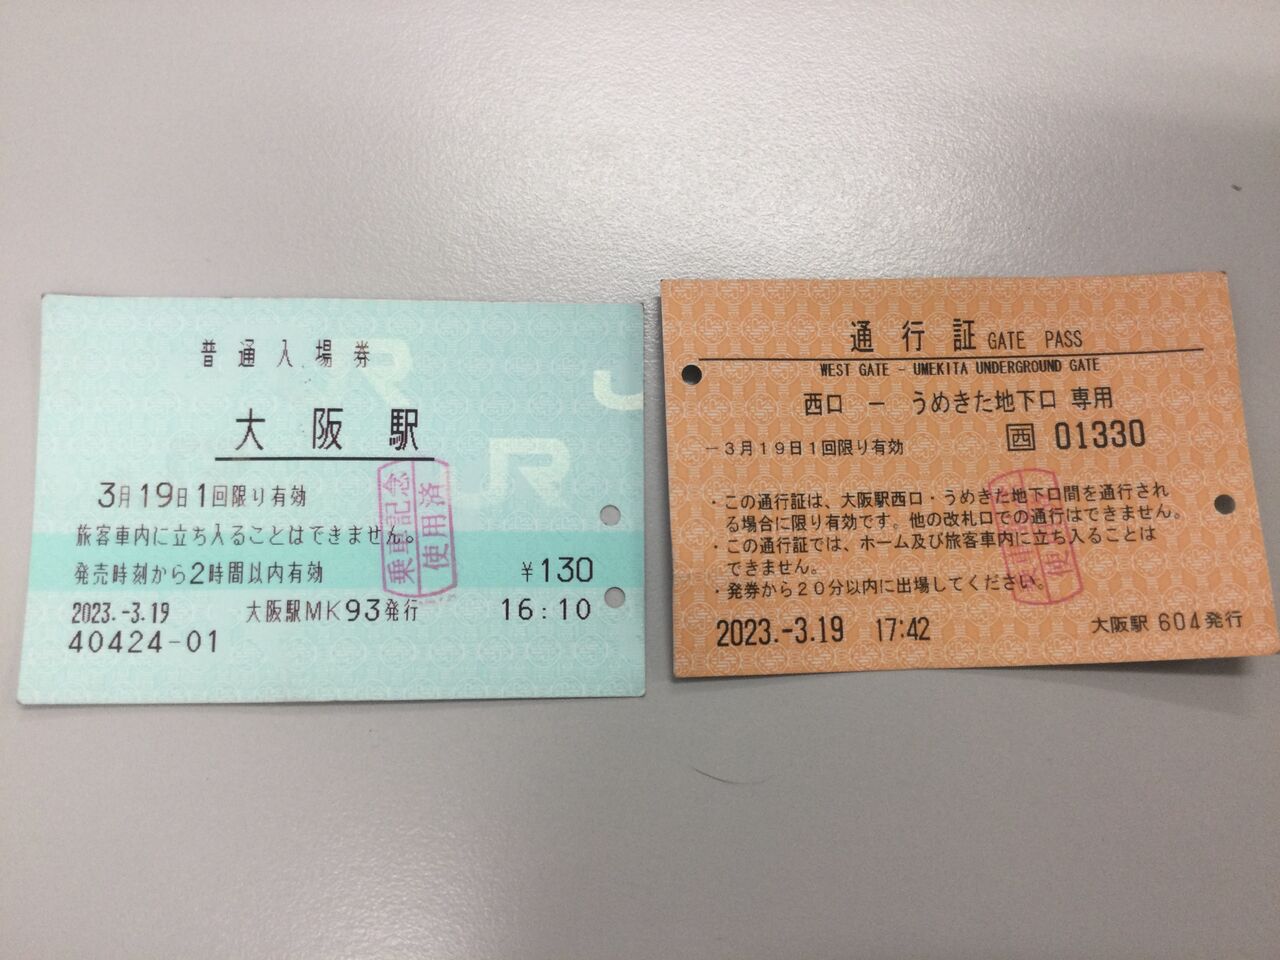 普通入場券
大阪駅
3月19日1回限り有効
旅客車内に立ち入ることはできません。
発売時刻から2時間以内有効
¥130
2023.-3.19
大阪駅MK93発行
16:10
40424-01
乗車記念
使用済
JR
JR
通行証 GATE PASS
WEST GATE - UMEKITA UNDERGROUND GATE
西口 ー うめきた地下口 専用
-3月19日1回限り有効
西 01330
・この通行証は、大阪駅西口・うめきた地下口間を通行され
る場合に限り有効です。他の改札口での通行はできません。
・この通行証では、ホーム及び旅客車内に立ち入ることは
できません。
・発券から20分以内に出場してください。
2023.-3.19 17:42
大阪駅 604発行